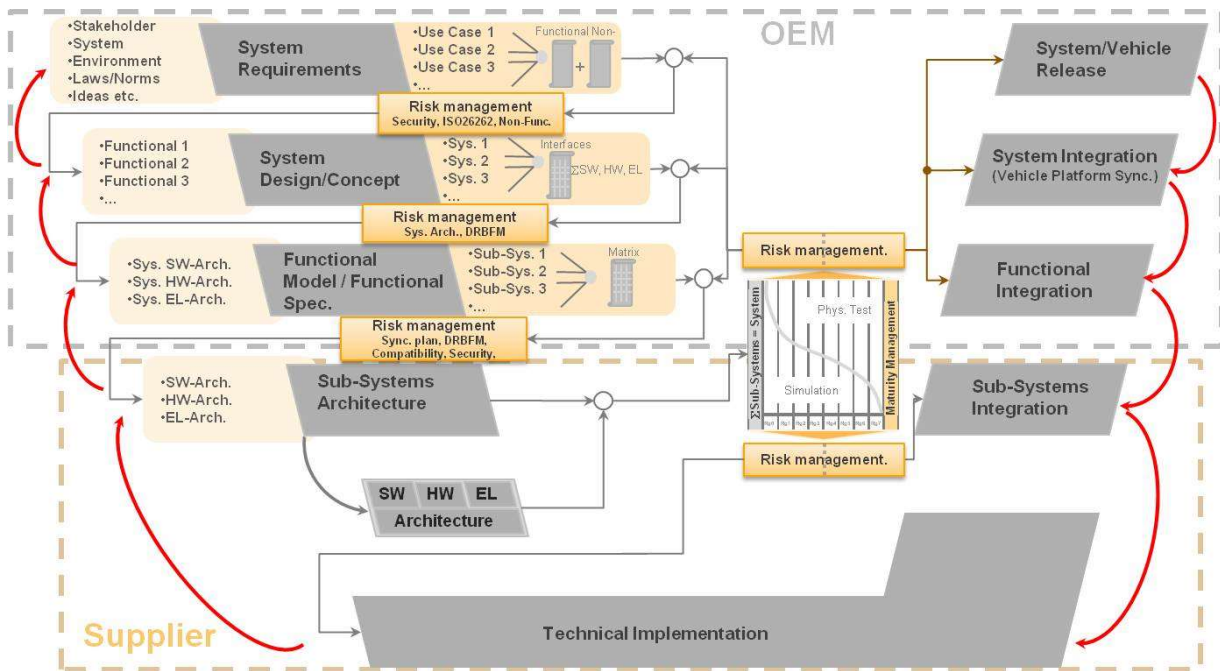 OEM
•Stakeholder
•System
•Environment
•Laws/Norms
•Ideas etc.
System
Requirements
•Use Case 1
•Use Case 2
•Use Case 3
•...
Functional Non-
+
System/Vehicle
Release
Risk management
Security, ISO26262, Non-Func.
•Functional 1
•Functional 2
•Functional 3
•...
System
Design/Concept
•Sys. 1
•Sys. 2
•Sys. 3
•...
Interfaces
ΣSW, HW, EL
System Integration
(Vehicle Platform Sync.)
Risk management
Sys. Arch., DRBFM
Risk management.
•Sys. SW-Arch.
•Sys. HW-Arch.
•Sys. EL-Arch.
Functional
Model / Functional
Spec.
•Sub-Sys. 1
•Sub-Sys. 2
•Sub-Sys. 3
•...
Matrix
Functional
Integration
ΣSub-Systems = System
Phys. Test
Simulation
Maturity Management
Risk management
Sync. plan, DRBFM,
Compatibility, Security,
•SW-Arch.
•HW-Arch.
•EL-Arch.
Sub-Systems
Architecture
Sub-Systems
Integration
Risk management.
SW HW EL
Architecture
Supplier
Technical Implementation